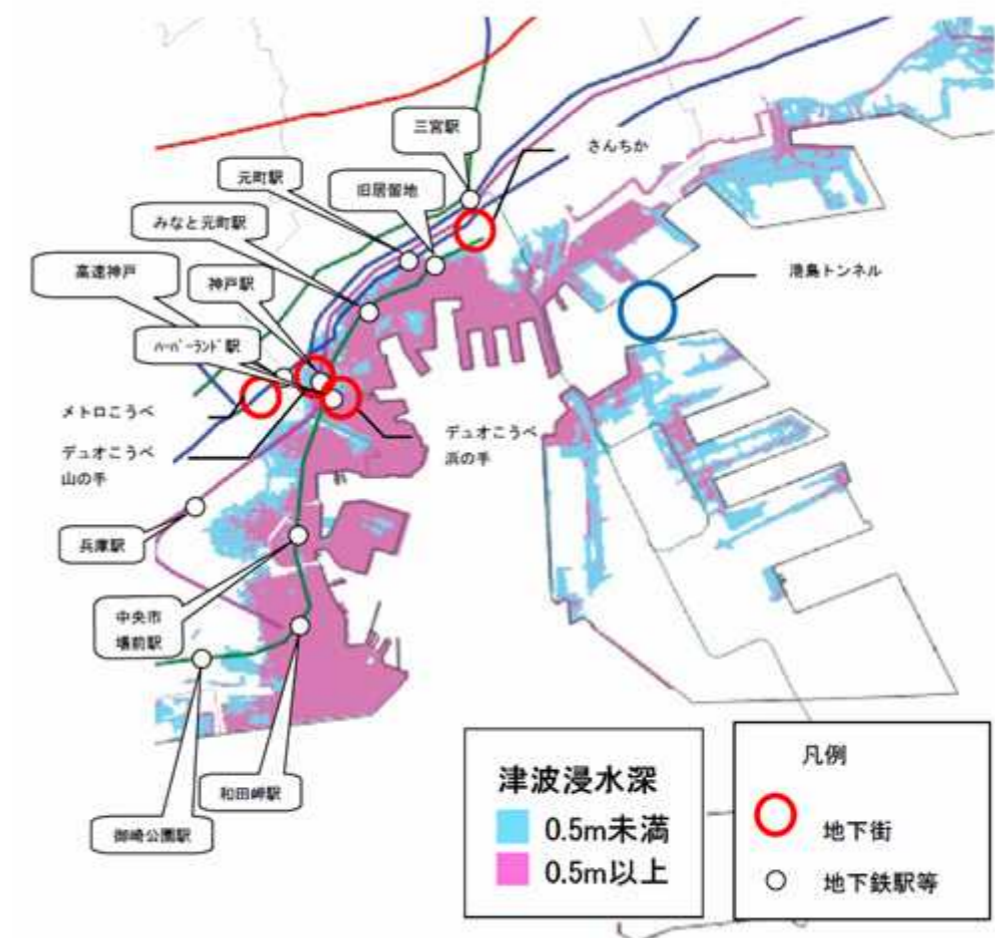 三宮駅
さんちか
元町駅
旧居留地
みなと元町駅
高速神戸
神戸駅
港島トンネル
ハーバーランド駅
メトロこうべ
デュオこうべ
山の手
デュオこうべ
浜の手
兵庫駅
中央市
場前駅
和田岬駅
御崎公園駅
津波浸水深
0.5m未満
0.5m以上
凡例
地下街
地下鉄駅等